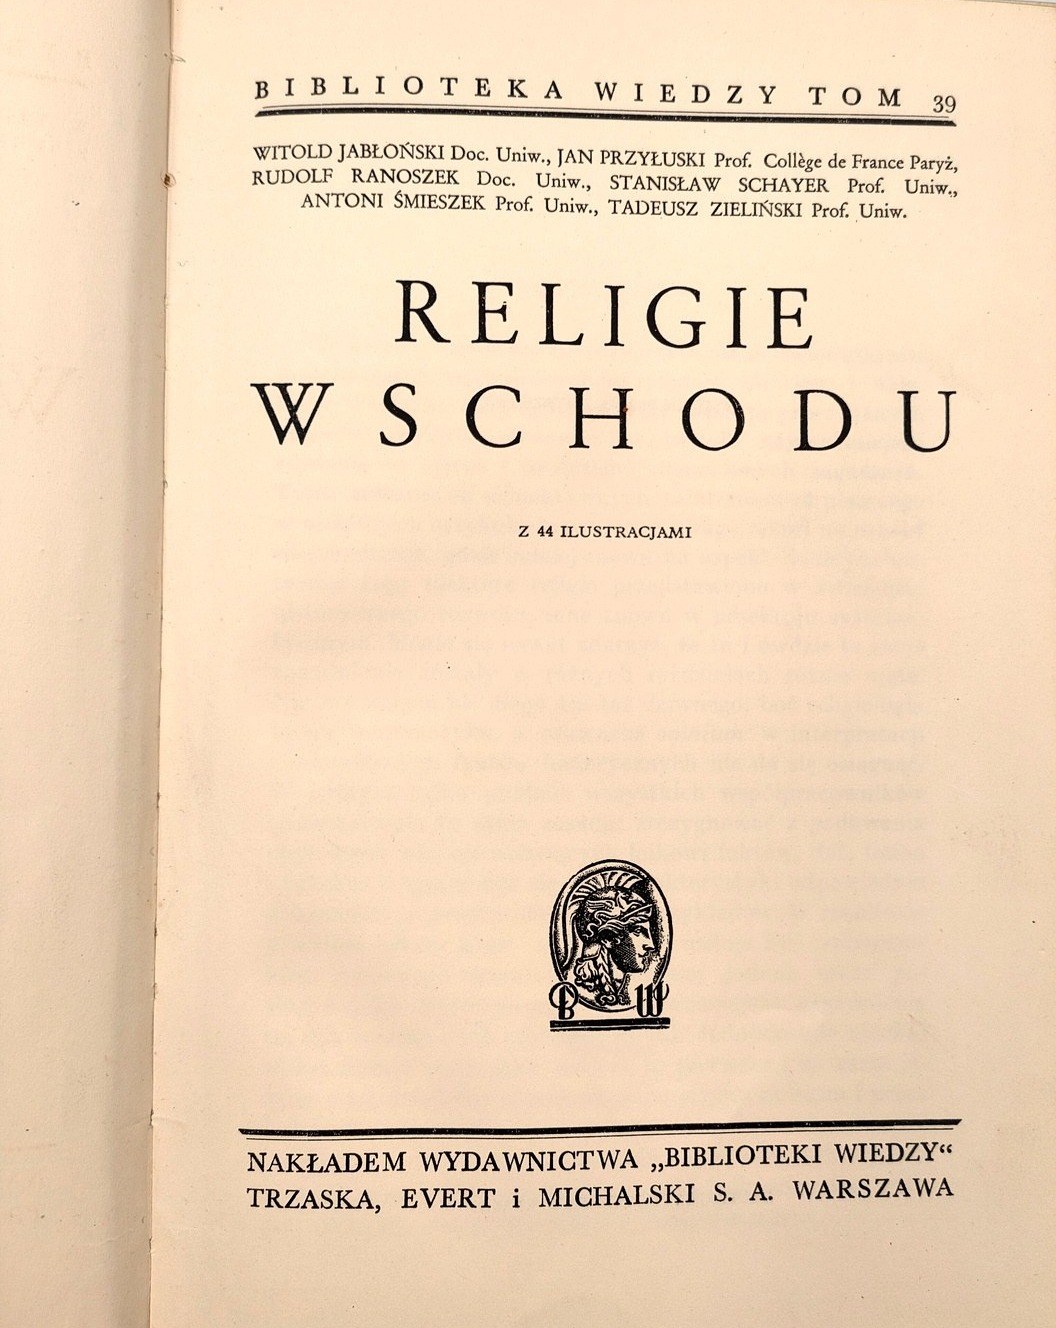 BIBLIOTEKA WIEDZY TOM 39
WITOLD JABŁOŃSKI Doc. Uniw., JAN PRZYŁUSKI Prof. Collège de France Paryż,
RUDOLF RANOSZEK Doc. Uniw., STANISŁAW SCHAYER Prof. Uniw.,
ANTONI ŚMIESZEK Prof. Uniw., TADEUSZ ZIELIŃSKI Prof. Uniw.
RELIGIE
WSCHODU
Z 44 ILUSTRACJAMI
B W
NAKŁADEM WYDAWNICTWA „BIBLIOTEKI WIEDZY“
TRZASKA, EVERT i MICHALSKI S. A. WARSZAWA